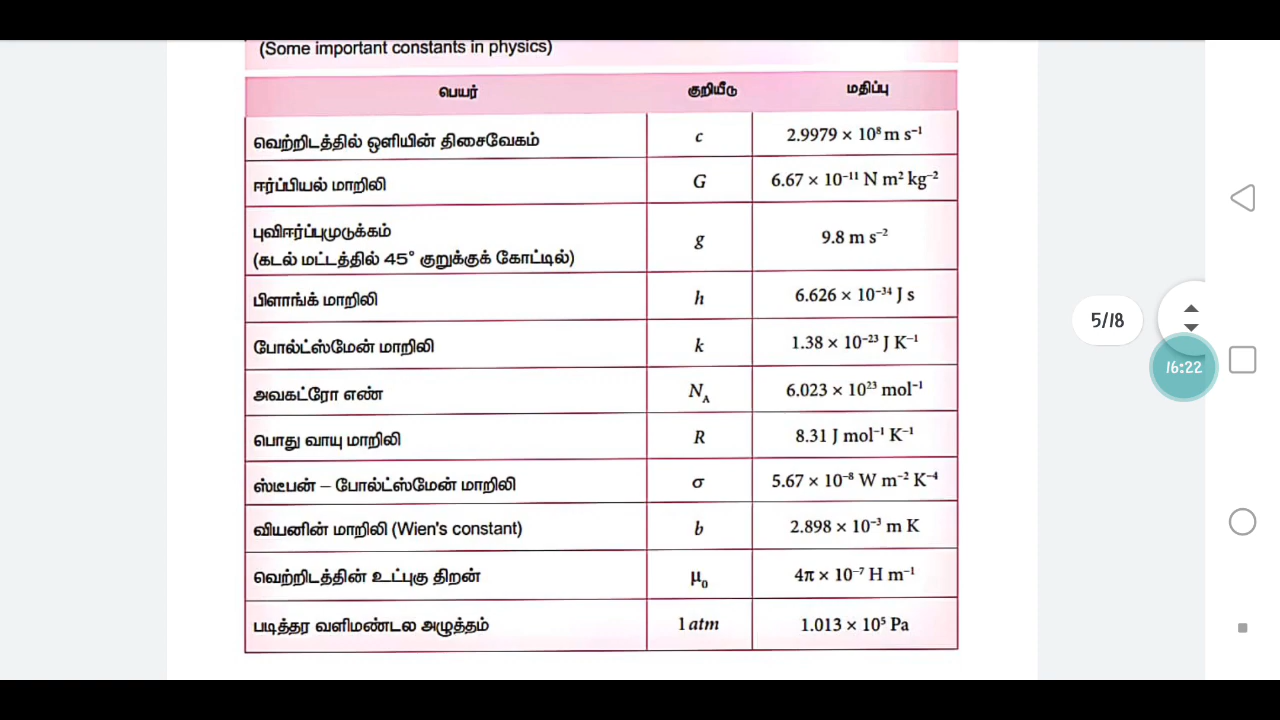 (Some important constants in physics)
பெயர் குறியீடு மதிப்பு
வெற்றிடத்தில் ஒளியின் திசைவேகம் c 2.9979 × 10⁸ m s⁻¹
ஈர்ப்பியல் மாறிலி G 6.67 × 10⁻¹¹ N m² kg⁻²
புவிஈர்ப்புமுடுக்கம்
(கடல் மட்டத்தில் 45° குறுக்குக் கோட்டில்) g 9.8 m s⁻²
பிளாங்க் மாறிலி h 6.626 × 10⁻³⁴ J s
போல்ட்ஸ்மேன் மாறிலி k 1.38 × 10⁻²³ J K⁻¹
அவகட்ரோ எண் N_A 6.023 × 10²³ mol⁻¹
பொது வாயு மாறிலி R 8.31 J mol⁻¹ K⁻¹
ஸ்டீபன் – போல்ட்ஸ்மேன் மாறிலி σ 5.67 × 10⁻⁸ W m⁻² K⁻⁴
வியனின் மாறிலி (Wien's constant) b 2.898 × 10⁻³ m K
வெற்றிடத்தின் உட்புகு திறன் μ₀ 4π × 10⁻⁷ H m⁻¹
படித்தர வளிமண்டல அழுத்தம் 1 atm 1.013 × 10⁵ Pa
5/18
16:22